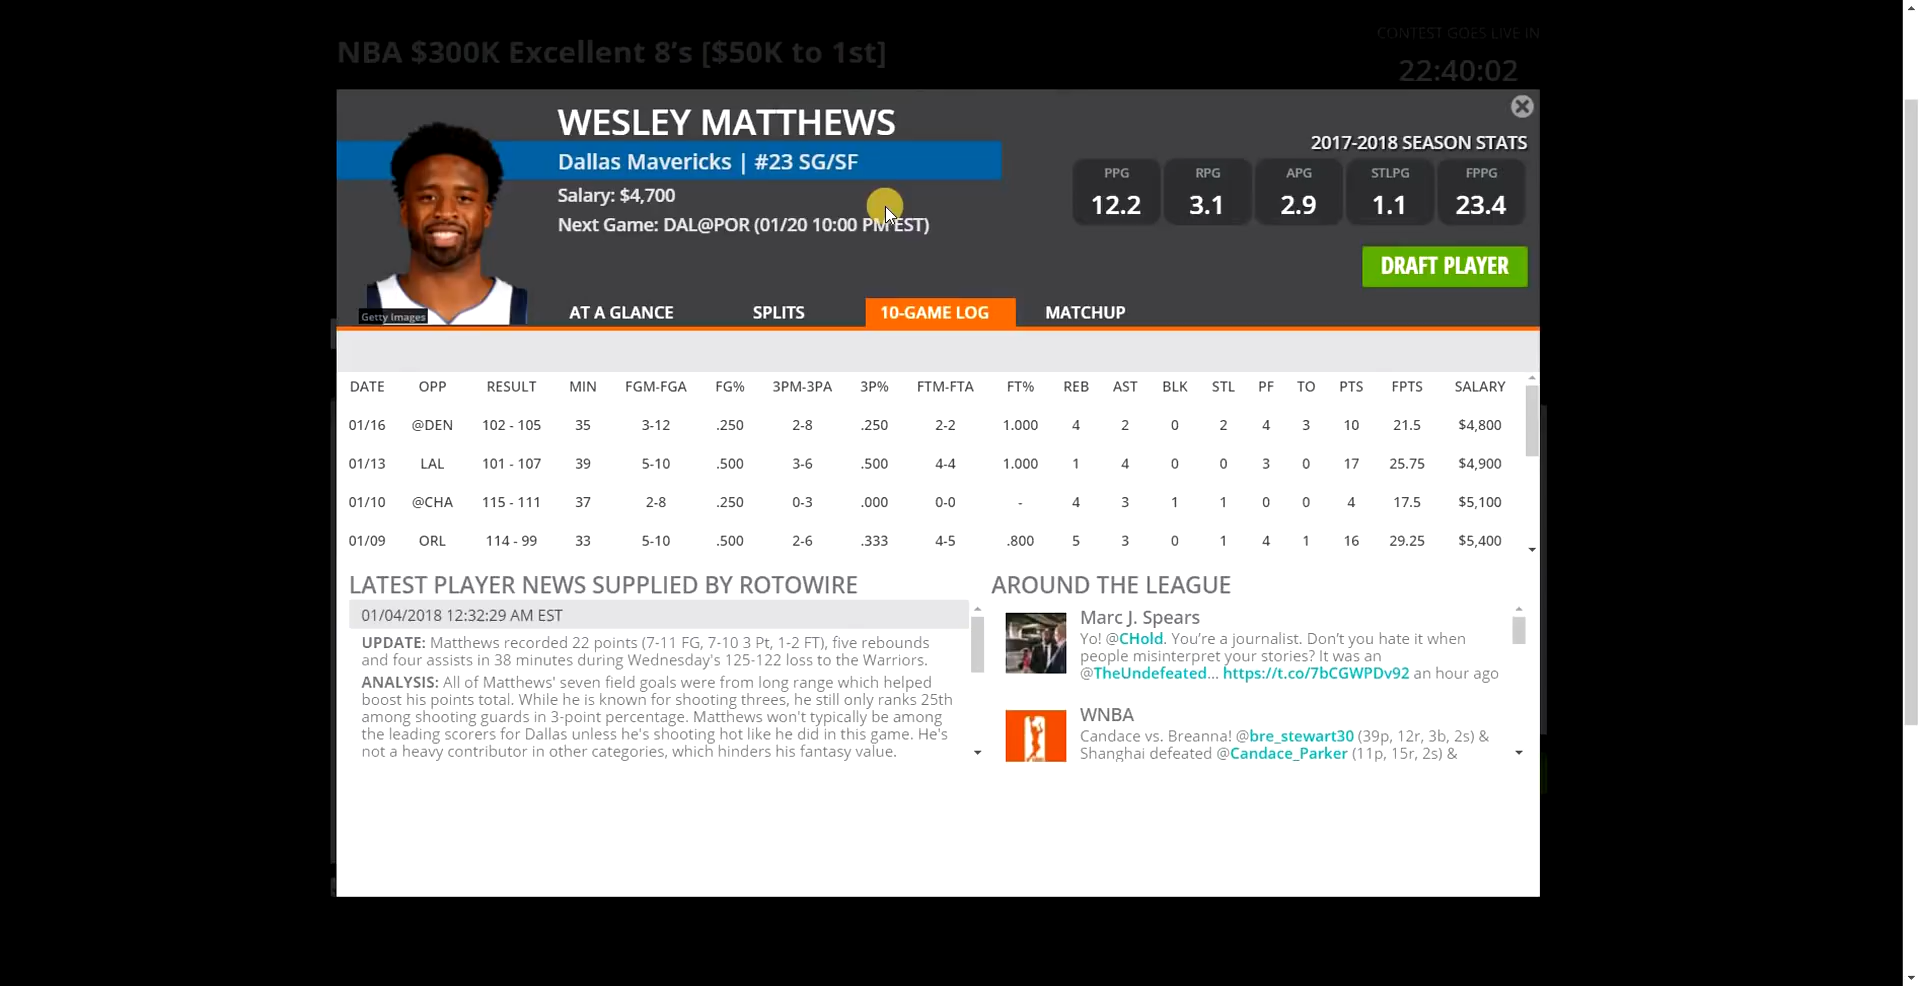 NBA $300K Excellent 8’s [$50K to 1st]
CONTEST GOES LIVE IN
22:40:02
WESLEY MATTHEWS
Dallas Mavericks | #23 SG/SF
Salary: $4,700
Next Game: DAL@POR (01/20 10:00 PM EST)
2017-2018 SEASON STATS
PPG RPG APG STLPG FPPG
12.2 3.1 2.9 1.1 23.4
DRAFT PLAYER
Getty Images
AT A GLANCE SPLITS 10-GAME LOG MATCHUP
DATE OPP RESULT MIN FGM-FGA FG% 3PM-3PA 3P% FTM-FTA FT% REB AST BLK STL PF TO PTS FPTS SALARY
01/16 @DEN 102 - 105 35 3-12 .250 2-8 .250 2-2 1.000 4 2 0 2 4 3 10 21.5 $4,800
01/13 LAL 101 - 107 39 5-10 .500 3-6 .500 4-4 1.000 1 4 0 0 3 0 17 25.75 $4,900
01/10 @CHA 115 - 111 37 2-8 .250 0-3 .000 0-0 - 4 3 1 1 0 0 4 17.5 $5,100
01/09 ORL 114 - 99 33 5-10 .500 2-6 .333 4-5 .800 5 3 0 1 4 1 16 29.25 $5,400
LATEST PLAYER NEWS SUPPLIED BY ROTOWIRE
01/04/2018 12:32:29 AM EST
UPDATE: Matthews recorded 22 points (7-11 FG, 7-10 3 Pt, 1-2 FT), five rebounds
and four assists in 38 minutes during Wednesday's 125-122 loss to the Warriors.
ANALYSIS: All of Matthews' seven field goals were from long range which helped
boost his points total. While he is known for shooting threes, he still only ranks 25th
among shooting guards in 3-point percentage. Matthews won't typically be among
the leading scorers for Dallas unless he's shooting hot like he did in this game. He's
not a heavy contributor in other categories, which hinders his fantasy value.
AROUND THE LEAGUE
Marc J. Spears
Yo! @CHold. You’re a journalist. Don’t you hate it when
people misinterpret your stories? It was an
@TheUndefeated... https://t.co/7bCGWPDv92 an hour ago
WNBA
Candace vs. Breanna! @bre_stewart30 (39p, 12r, 3b, 2s) &
Shanghai defeated @Candace_Parker (11p, 15r, 2s) &